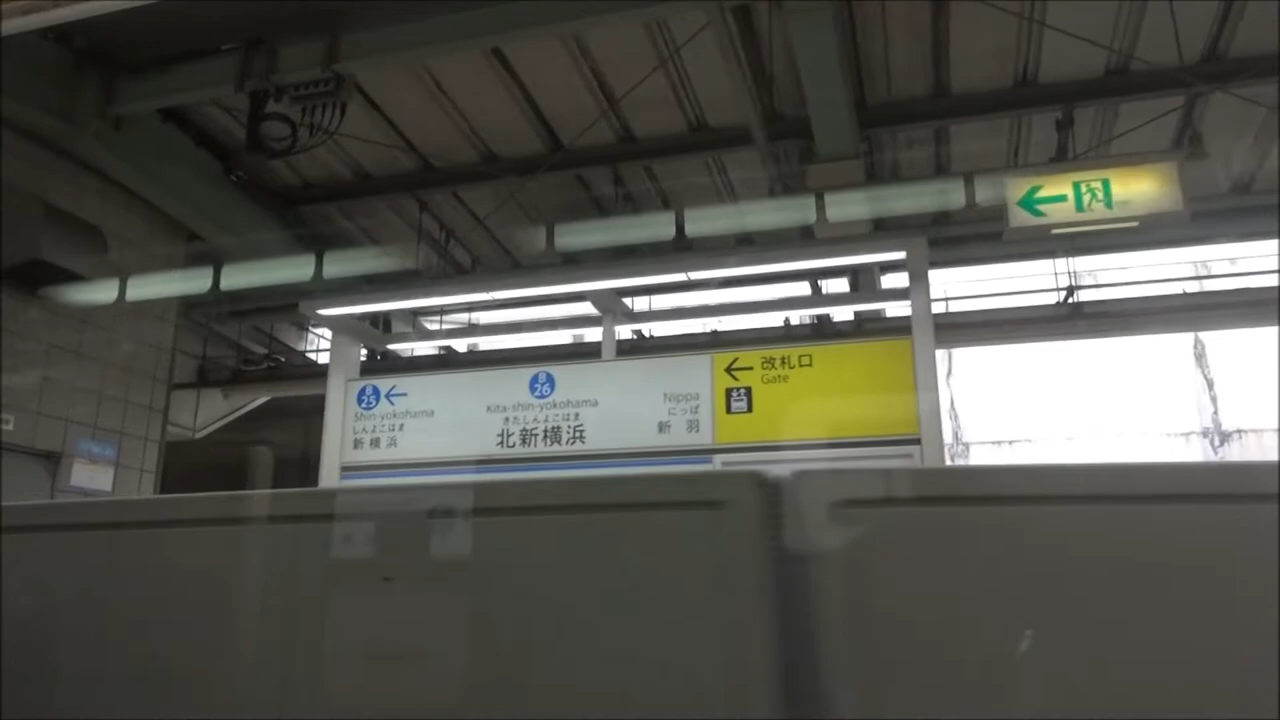 B
25
←
Shin-yokohama
しんよこはま
新横浜
B
26
Kita-shin-yokohama
きたしんよこはま
北新横浜
Nippa
にっぱ
新羽
← 改札口
Gate